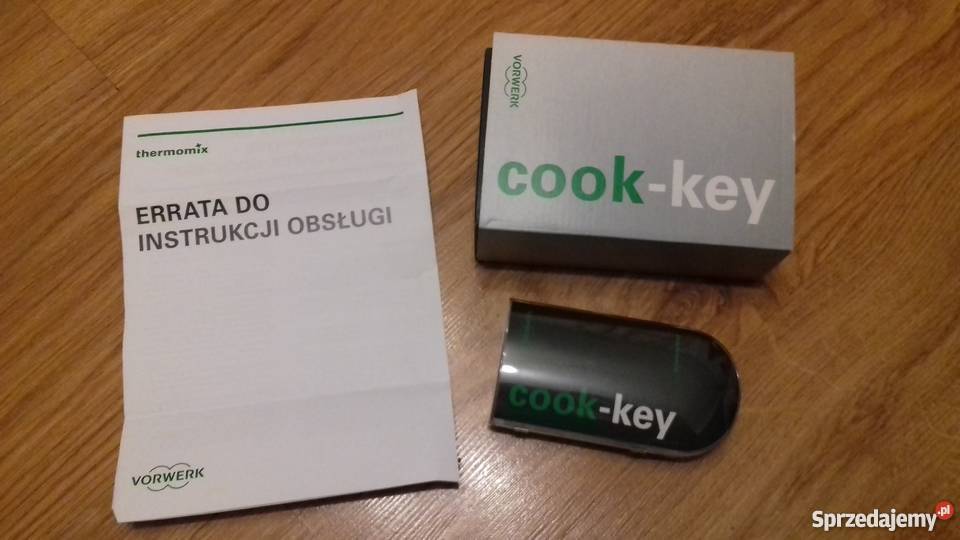 thermomix
ERRATA DO
INSTRUKCJI OBSŁUGI
VORWERK
VORWERK
cook-key
cook-key
Sprzedajemy.pl